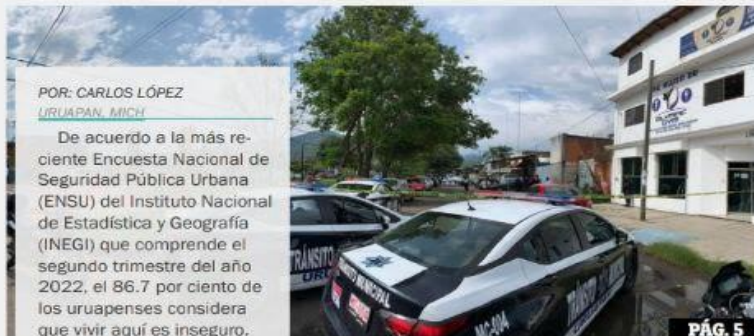 POR: CARLOS LÓPEZ
URUAPAN, MICH
De acuerdo a la más re-
ciente Encuesta Nacional de
Seguridad Pública Urbana
(ENSU) del Instituto Nacional
de Estadística y Geografía
(INEGI) que comprende el
segundo trimestre del año
2022, el 86.7 por ciento de
los uruapenses considera
que vivir aquí es inseguro.
TRÁNSITO
TRÁNSITO MUNICIPAL
TRÁNSITO
PÁG. 5